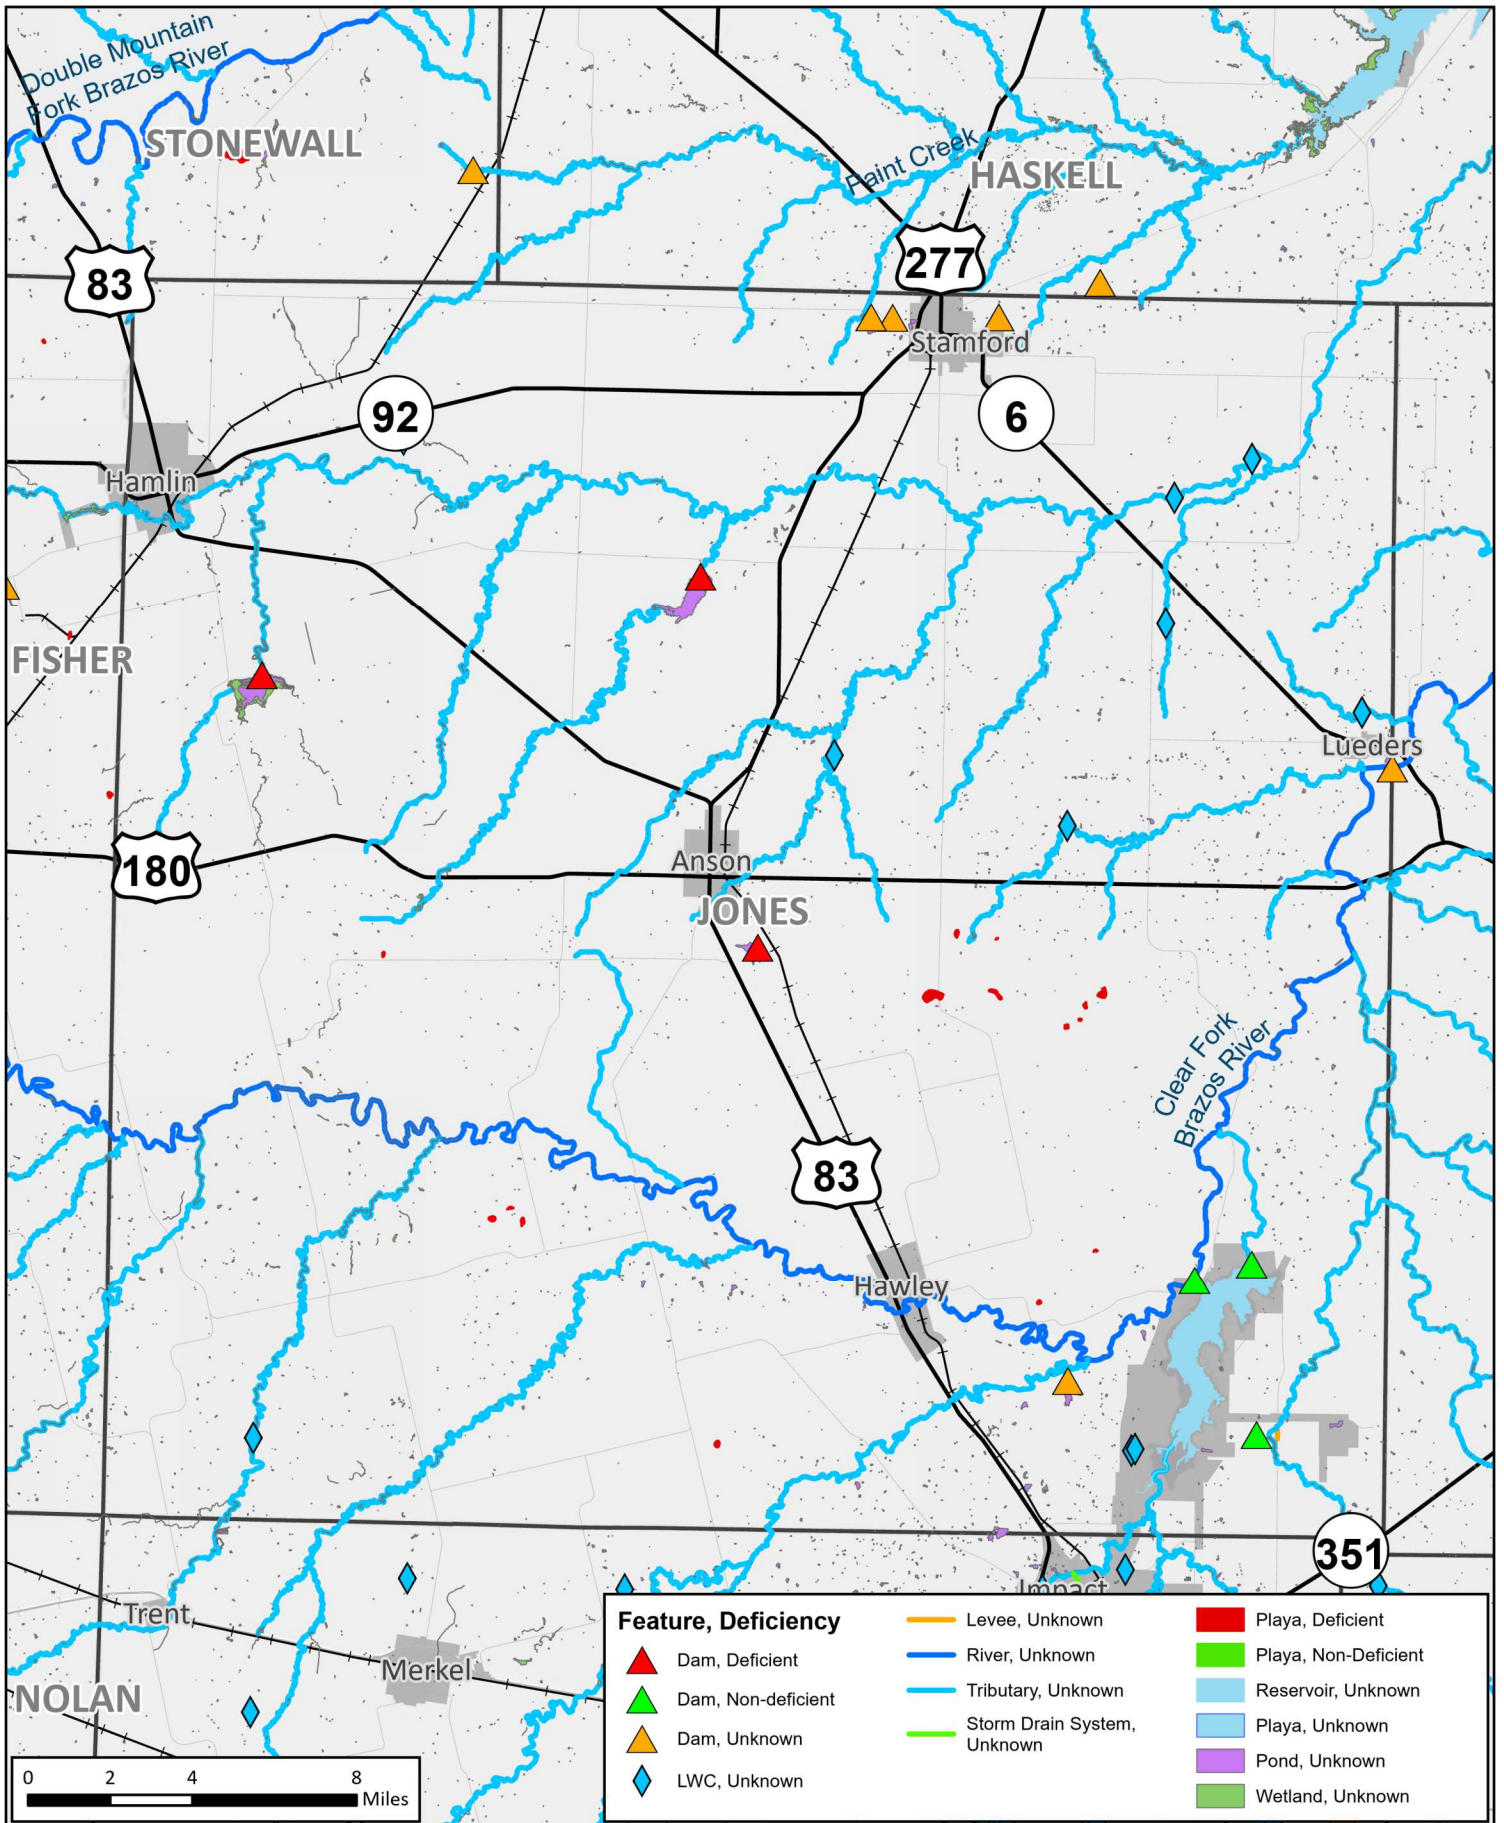 Double Mountain
Fork Brazos River
STONEWALL
Paint Creek
HASKELL
83
277
Stamford
92
6
Hamlin
FISHER
Lueders
180
Anson
JONES
Clear Fork
Brazos River
83
Hawley
351
Impact
Trent
Merkel
NOLAN
0 2 4 8
Miles
Feature, Deficiency
Dam, Deficient
Dam, Non-deficient
Dam, Unknown
LWC, Unknown
Levee, Unknown
River, Unknown
Tributary, Unknown
Storm Drain System,
Unknown
Playa, Deficient
Playa, Non-Deficient
Reservoir, Unknown
Playa, Unknown
Pond, Unknown
Wetland, Unknown